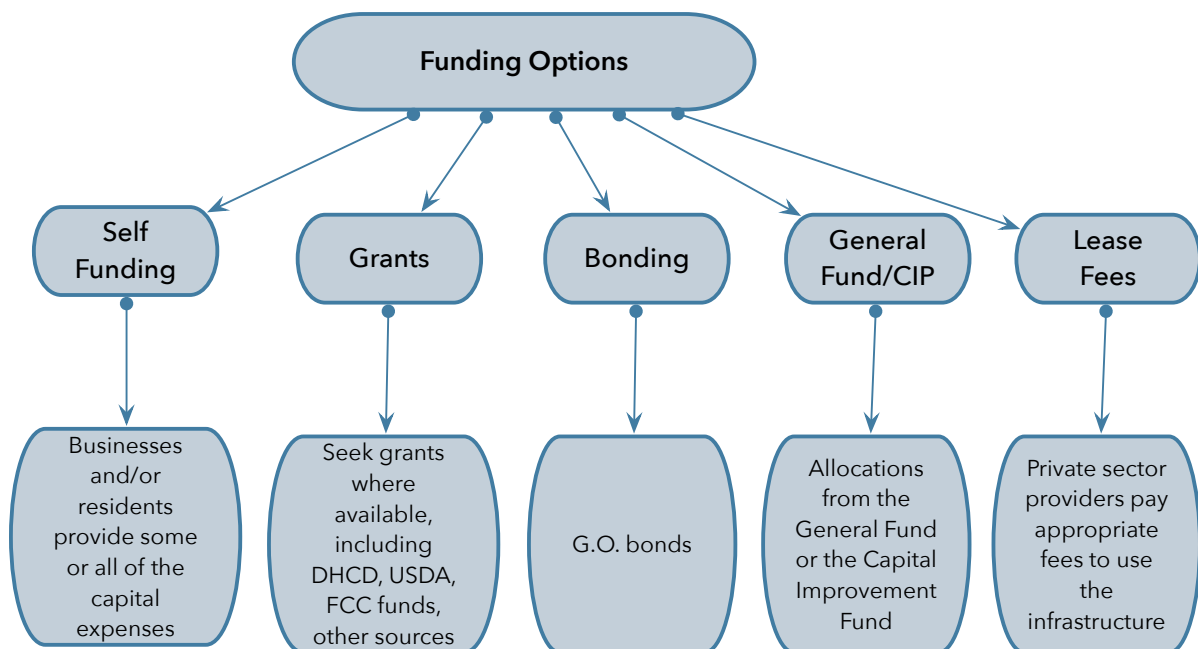 Funding Options
Self
Funding
Grants
Bonding
General
Fund/CIP
Lease
Fees
Businesses
and/or
residents
provide some
or all of the
capital
expenses
Seek grants
where
available,
including
DHCD, USDA,
FCC funds,
other sources
G.O. bonds
Allocations
from the
General Fund
or the Capital
Improvement
Fund
Private sector
providers pay
appropriate
fees to use
the
infrastructure